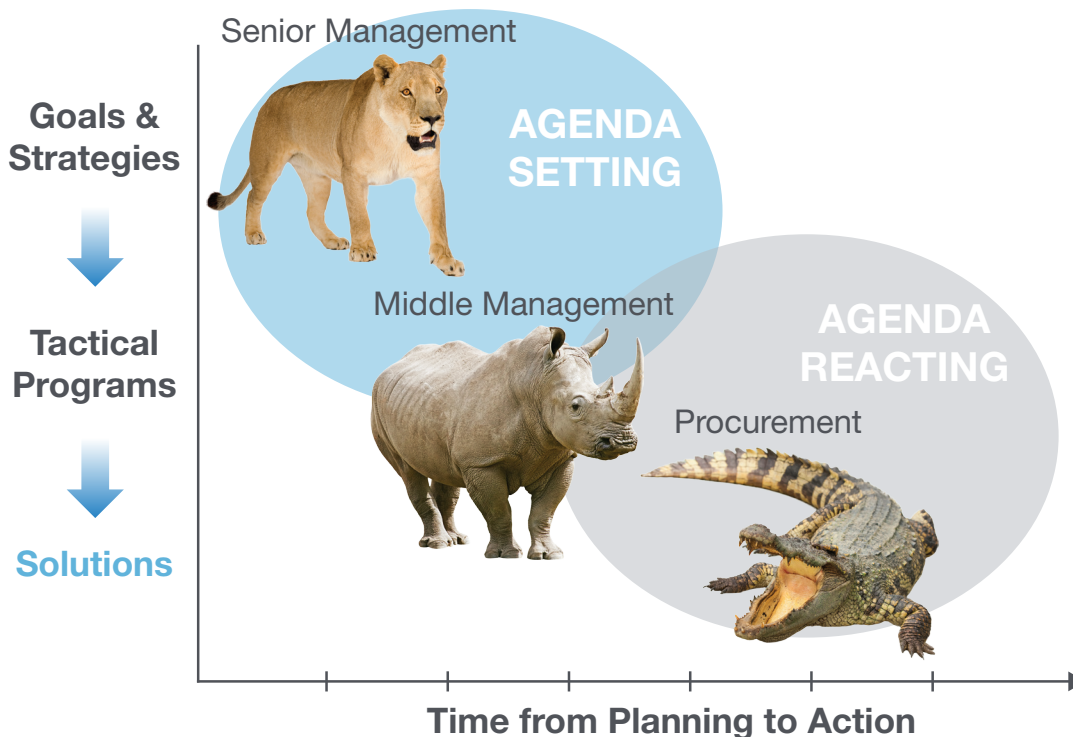 Senior Management
Goals &
Strategies
AGENDA
SETTING
Middle Management
Tactical
Programs
AGENDA
REACTING
Procurement
Solutions
Time from Planning to Action